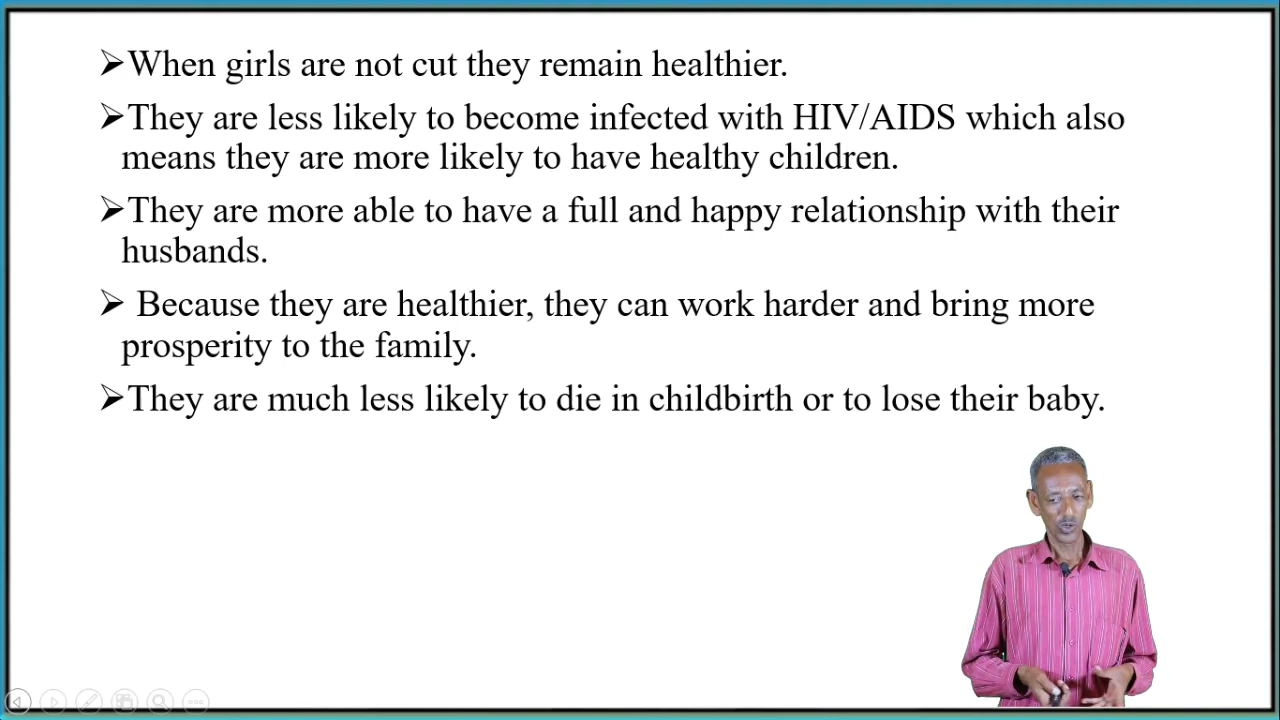 ➢When girls are not cut they remain healthier.
➢They are less likely to become infected with HIV/AIDS which also
means they are more likely to have healthy children.
➢They are more able to have a full and happy relationship with their
husbands.
➢ Because they are healthier, they can work harder and bring more
prosperity to the family.
➢They are much less likely to die in childbirth or to lose their baby.